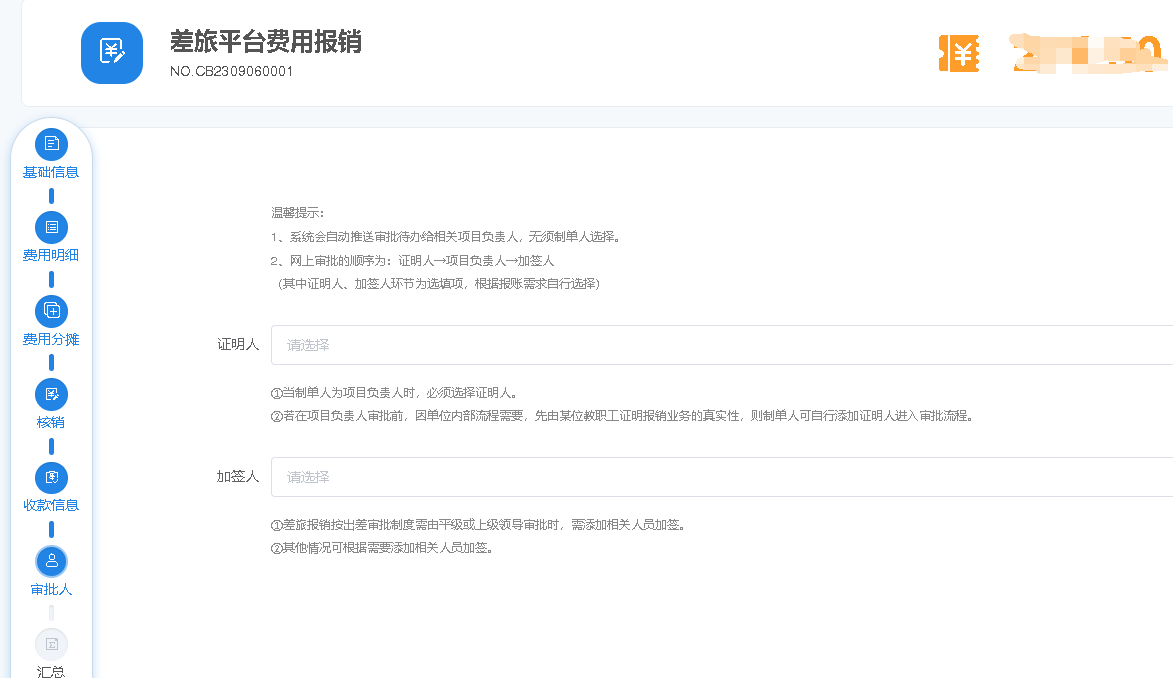 差旅平台费用报销
NO.CB2309060001
基础信息
费用明细
费用分摊
核销
收款信息
审批人
汇总
温馨提示：
1、系统会自动推送审批待办给相关项目负责人，无须制单人选择。
2、网上审批的顺序为：证明人→项目负责人→加签人
（其中证明人、加签人环节为选填项，根据报账需求自行选择）
证明人 请选择
①当制单人为项目负责人时，必须选择证明人。
②若在项目负责人审批前，因单位内部流程需要，先由某位教职工证明报销业务的真实性，则制单人可自行添加证明人进入审批流程。
加签人 请选择
①差旅报销按出差审批制度需由平级或上级领导审批时，需添加相关人员加签。
②其他情况可根据需要添加相关人员加签。